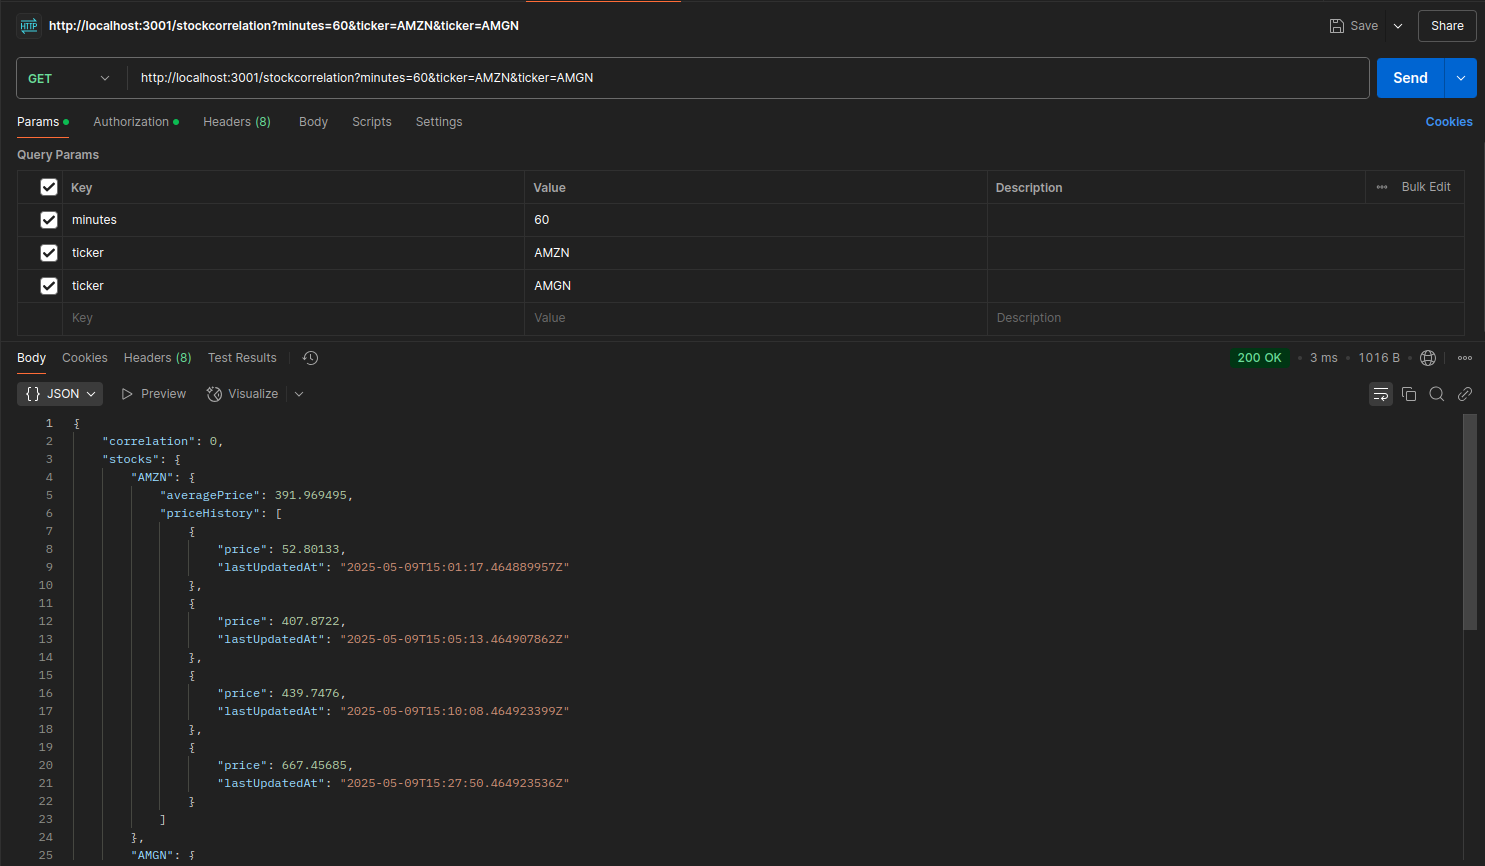 HTTP http://localhost:3001/stockcorrelation?minutes=60&ticker=AMZN&ticker=AMGN Save Share
GET http://localhost:3001/stockcorrelation?minutes=60&ticker=AMZN&ticker=AMGN Send
Params Authorization Headers (8) Body Scripts Settings Cookies
Query Params
Key Value Description Bulk Edit
minutes 60
ticker AMZN
ticker AMGN
Key Value Description
Body Cookies Headers (8) Test Results 200 OK 3 ms 1016 B
{} JSON Preview Visualize
1 {
2 "correlation": 0,
3 "stocks": {
4 "AMZN": {
5 "averagePrice": 391.969495,
6 "priceHistory": [
7 {
8 "price": 52.80133,
9 "lastUpdatedAt": "2025-05-09T15:01:17.464889957Z"
10 },
11 {
12 "price": 407.8722,
13 "lastUpdatedAt": "2025-05-09T15:05:13.464907862Z"
14 },
15 {
16 "price": 439.7476,
17 "lastUpdatedAt": "2025-05-09T15:10:08.464923399Z"
18 },
19 {
20 "price": 667.45685,
21 "lastUpdatedAt": "2025-05-09T15:27:50.464923536Z"
22 }
23 ]
24 },
25 "AMGN": {